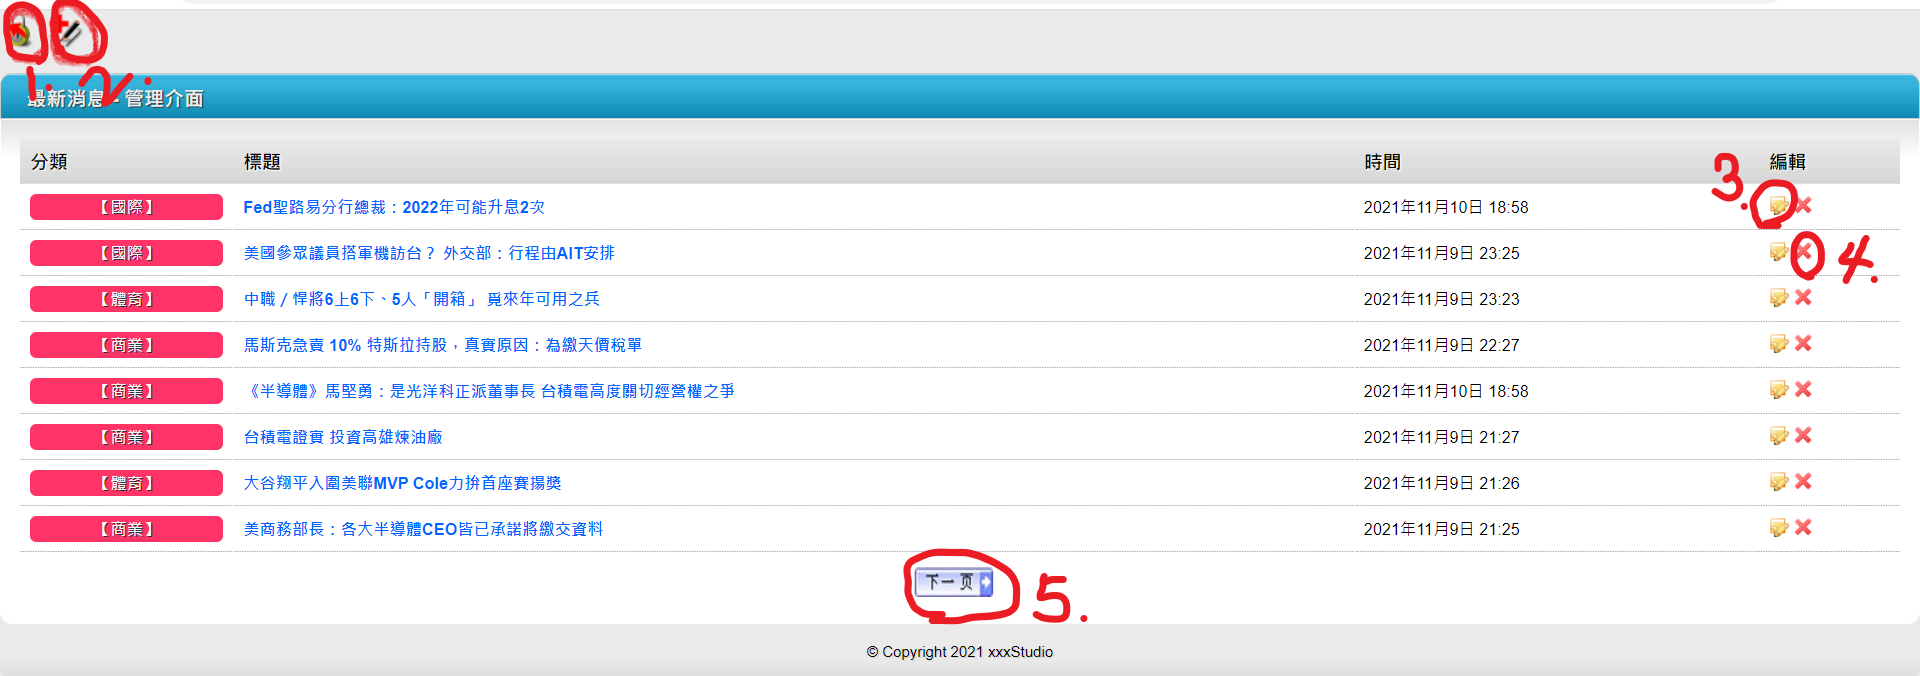 1. 2.
最新消息 - 管理介面
分類 標題 時間 編輯
3.
【國際】 Fed聖路易分行總裁：2022年可能升息2次 2021年11月10日 18:58
【國際】 美國參眾議員搭軍機訪台？ 外交部：行程由AIT安排 2021年11月9日 23:25
4.
【體育】 中職／悍將6上6下、5人「開箱」 覓來年可用之兵 2021年11月9日 23:23
【商業】 馬斯克急賣 10% 特斯拉持股，真實原因：為繳天價稅單 2021年11月9日 22:27
【商業】 《半導體》馬堅勇：是光洋科正派董事長 台積電高度關切經營權之爭 2021年11月10日 18:58
【商業】 台積電證實 投資高雄煉油廠 2021年11月9日 21:27
【體育】 大谷翔平入圍美聯MVP Cole力拚首座賽揚獎 2021年11月9日 21:26
【商業】 美商務部長：各大半導體CEO皆已承諾將繳交資料 2021年11月9日 21:25
下一页 5.
© Copyright 2021 xxxStudio